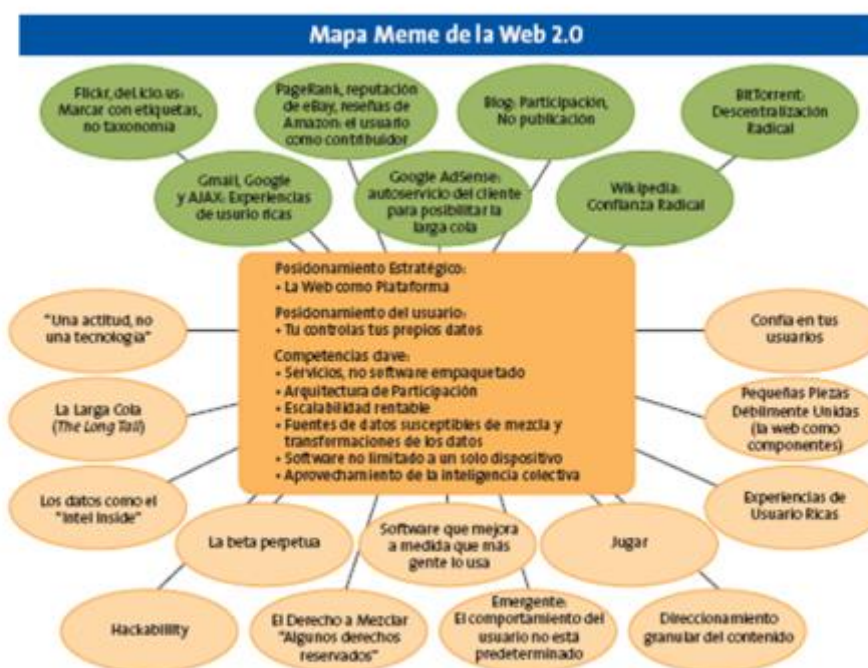 Mapa Meme de la Web 2.0
Flickr, del.icio.us:
Marcar con etiquetas,
no taxonomía
PageRank, reputación
de eBay, reseñas de
Amazon: el usuario
como contribuidor
Blog: Participación,
No publicación
BitTorrent:
Descentralización
Radical
Gmail, Google
y AJAX: Experiencias
de usurio ricas
Google AdSense:
autoservicio del cliente
para posibilitar la
larga cola
Wikipedia:
Confianza Radical
Posidonamiento Estratégico:
• La Web como Plataforma
Posidonamiento del usuario:
• Tu controlas tus propios datos
Competencias clave:
• Servicios, no software empaquetado
• Arquitectura de Participación
• Escalabilidad rentable
• Fuentes de datos susceptibles de mezcla y
transformaciones de los datos
• Software no limitado a un solo dispositivo
• Aprovechamiento de la inteligencia colectiva
"Una actitud, no
una tecnología"
Confía en tus
usuarios
La Larga Cola
(The Long Tail)
Pequeñas Piezas
Débilmente Unidas
(la web como
componentes)
Los datos como el
"Intel Inside"
Experiencias de
Usuario Ricas
La beta perpetua
Software que mejora
a medida que más
gente lo usa
Jugar
Hackability
El Derecho a Mezclar
"Algunos derechos
reservados"
Emergente:
El comportamiento del
usuario no está
predeterminado
Direccionamiento
granular del contenido